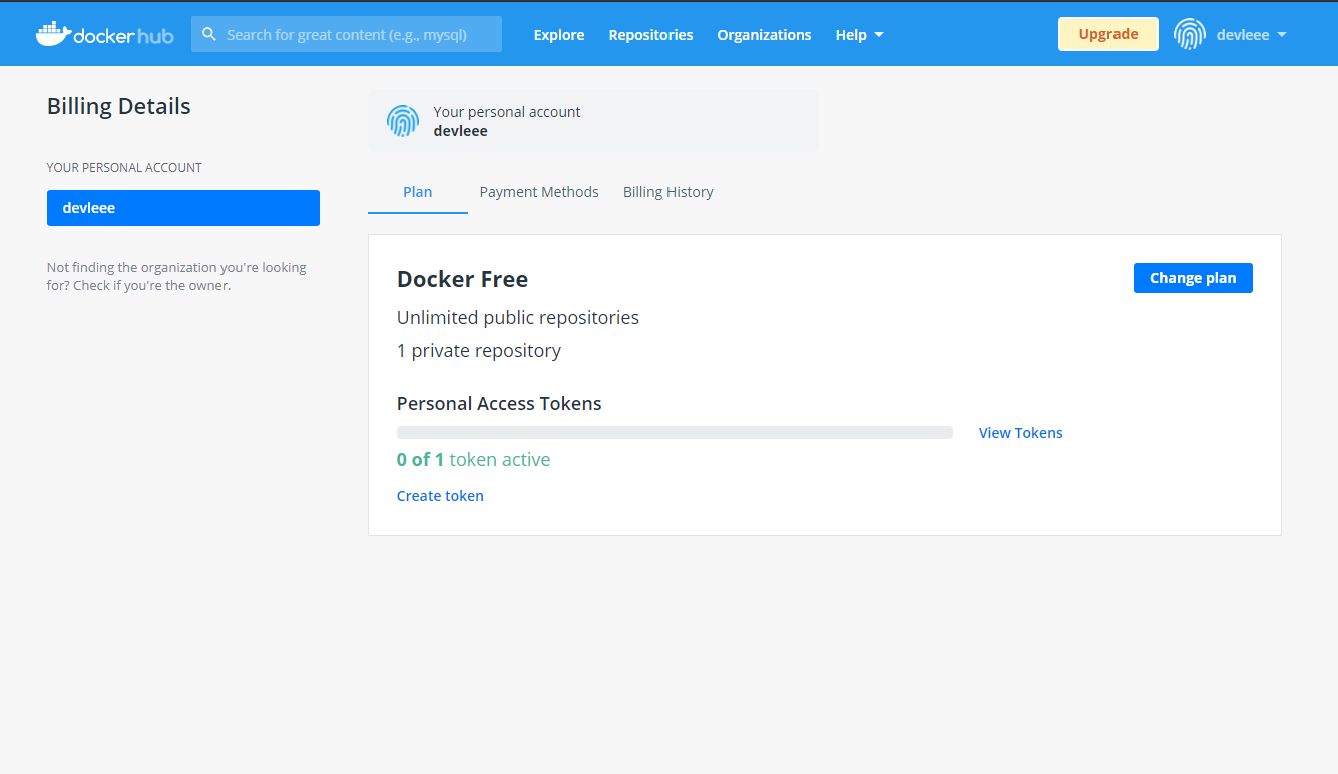 dockerhub
Search for great content (e.g., mysql)
Explore
Repositories
Organizations
Help
Upgrade
devleee
Billing Details
YOUR PERSONAL ACCOUNT
devleee
Not finding the organization you're looking
for? Check if you're the owner.
Your personal account
devleee
Plan
Payment Methods
Billing History
Docker Free
Change plan
Unlimited public repositories
1 private repository
Personal Access Tokens
View Tokens
0 of 1 token active
Create token